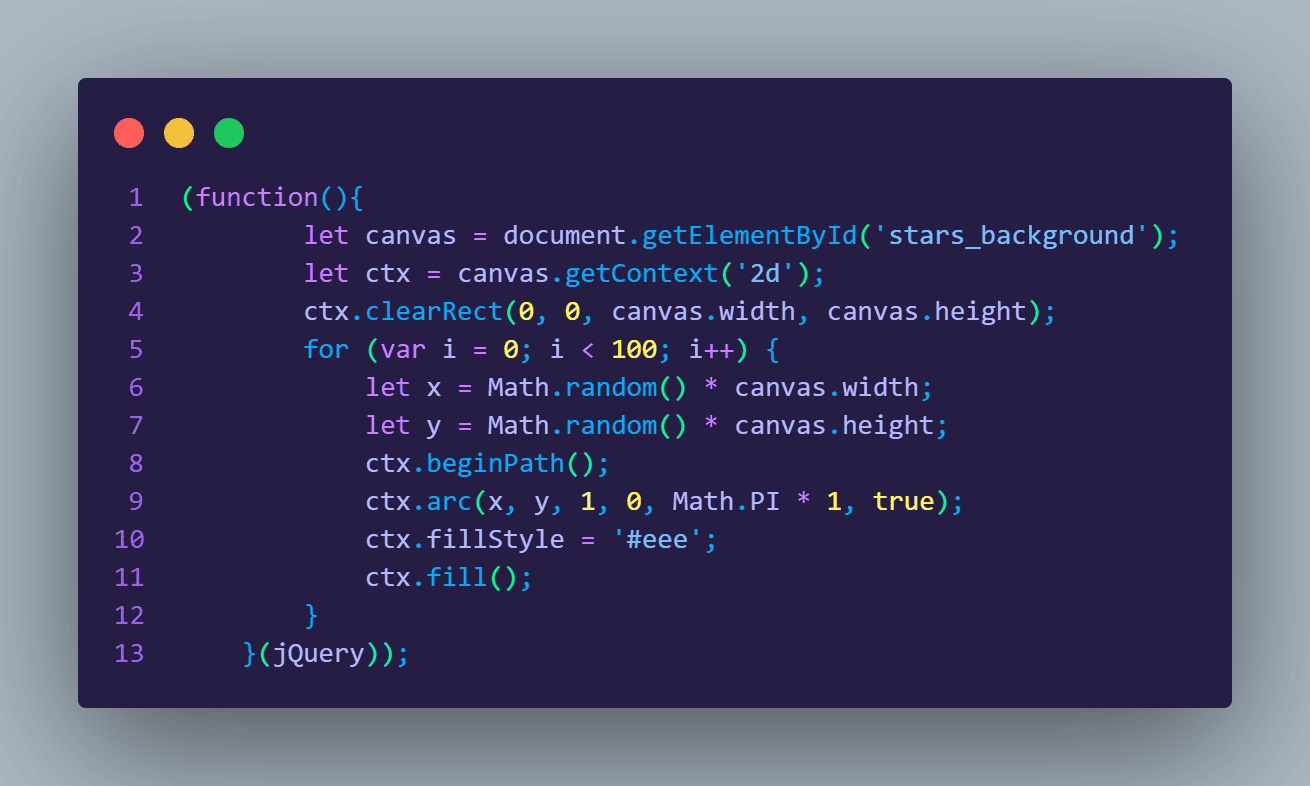 1 (function(){
2         let canvas = document.getElementById('stars_background');
3         let ctx = canvas.getContext('2d');
4         ctx.clearRect(0, 0, canvas.width, canvas.height);
5         for (var i = 0; i < 100; i++) {
6             let x = Math.random() * canvas.width;
7             let y = Math.random() * canvas.height;
8             ctx.beginPath();
9             ctx.arc(x, y, 1, 0, Math.PI * 1, true);
10             ctx.fillStyle = '#eee';
11             ctx.fill();
12         }
13     }(jQuery));